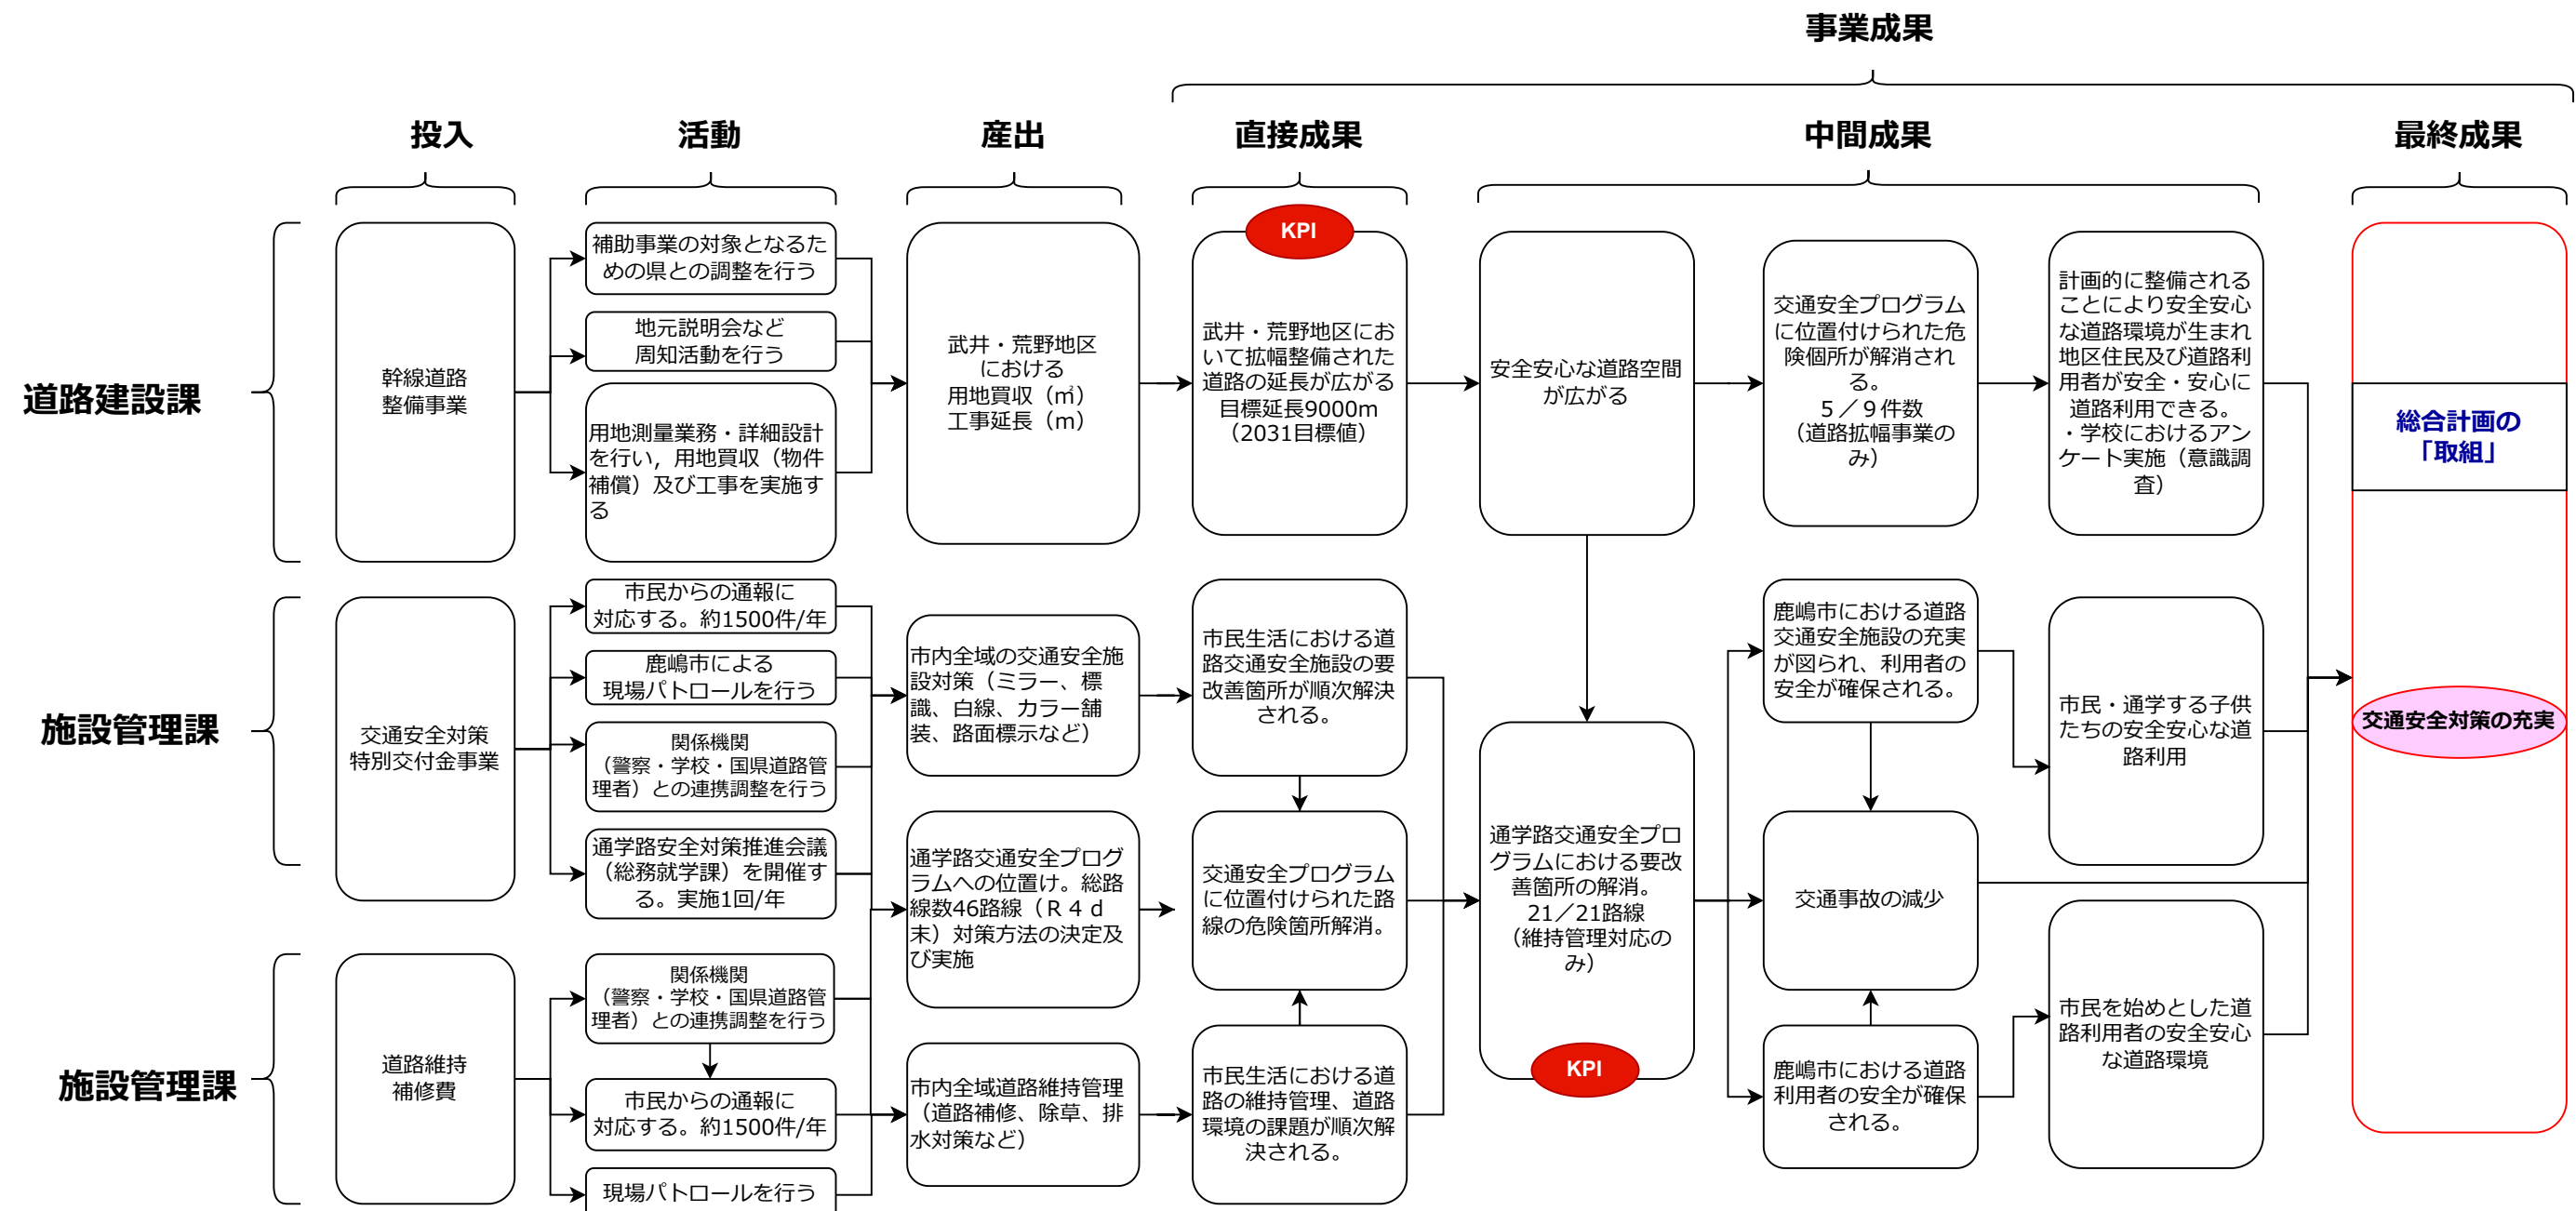 事業成果
投入
活動
産出
直接成果
中間成果
最終成果
道路建設課
幹線道路
整備事業
補助事業の対象となるた
めの県との調整を行う
地元説明会など
周知活動を行う
用地測量業務・詳細設計
を行い，用地買収（物件
補償）及び工事を実施す
る
武井・荒野地区
における
用地買収（㎡）
工事延長（m）
KPI
武井・荒野地区にお
いて拡幅整備された
道路の延長が広がる
目標延長9000m
（2031目標値）
安全安心な道路空間
が広がる
交通安全プログラム
に位置付けられた危
険個所が解消され
る。
５／９件数
（道路拡幅事業の
み）
計画的に整備される
ことにより安全安心
な道路環境が生まれ
地区住民及び道路利
用者が安全・安心に
道路利用できる。
・学校におけるアン
ケート実施（意識調
査）
総合計画の
「取組」
交通安全対策の充実
施設管理課
交通安全対策
特別交付金事業
市民からの通報に
対応する。約1500件/年
鹿嶋市による
現場パトロールを行う
関係機関
（警察・学校・国県道路管
理者）との連携調整を行う
通学路安全対策推進会議
（総務就学課）を開催す
る。実施1回/年
市内全域の交通安全施
設対策（ミラー、標
識、白線、カラー舗
装、路面標示など）
通学路交通安全プログ
ラムへの位置付け。総路
線数46路線（Ｒ４ｄ
末）対策方法の決定及
び実施
市民生活における道
路交通安全施設の要
改善箇所が順次解決
される。
交通安全プログラム
に位置付けられた路
線の危険箇所解消。
通学路交通安全プロ
グラムにおける要改
善箇所の解消。
21／21路線
（維持管理対応の
み）
KPI
鹿嶋市における道路
交通安全施設の充実
が図られ、利用者の
安全が確保される。
交通事故の減少
市民・通学する子供
たちの安全安心な道
路利用
施設管理課
道路維持
補修費
関係機関
（警察・学校・国県道路管
理者）との連携調整を行う
市民からの通報に
対応する。約1500件/年
現場パトロールを行う
市内全域道路維持管理
（道路補修、除草、排
水対策など）
市民生活における道
路の維持管理、道路
環境の課題が順次解
決される。
鹿嶋市における道路
利用者の安全が確保
される。
市民を始めとした道
路利用者の安全安心
な道路環境